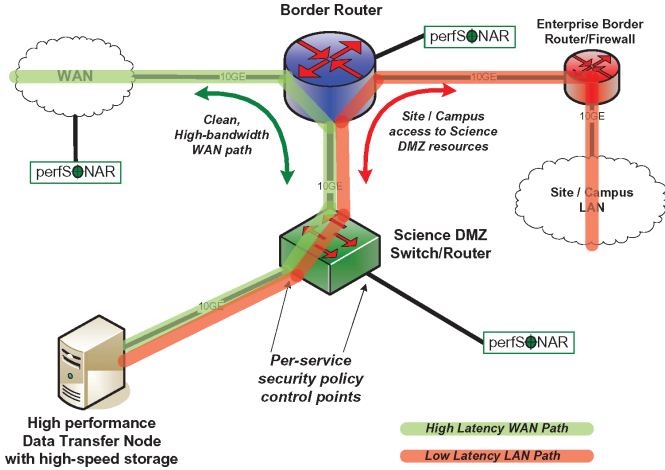 Border Router
Enterprise Border
Router/Firewall
perfSONAR
WAN
10GE
10GE
10GE
Clean,
High-bandwidth
WAN path
Site / Campus
access to Science
DMZ resources
perfSONAR
10GE
Site / Campus
LAN
Science DMZ
Switch/Router
10GE
perfSONAR
Per-service
security policy
control points
High performance
Data Transfer Node
with high-speed storage
High Latency WAN Path
Low Latency LAN Path